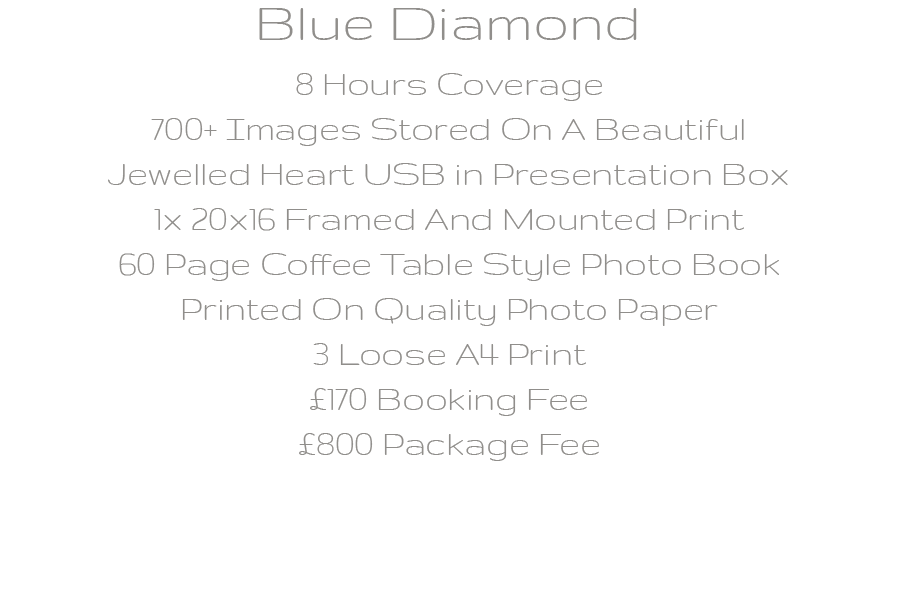 Blue Diamond
8 Hours Coverage
700+ Images Stored On A Beautiful
Jewelled Heart USB in Presentation Box
1x 20x16 Framed And Mounted Print
60 Page Coffee Table Style Photo Book
Printed On Quality Photo Paper
3 Loose A4 Print
£170 Booking Fee
£800 Package Fee